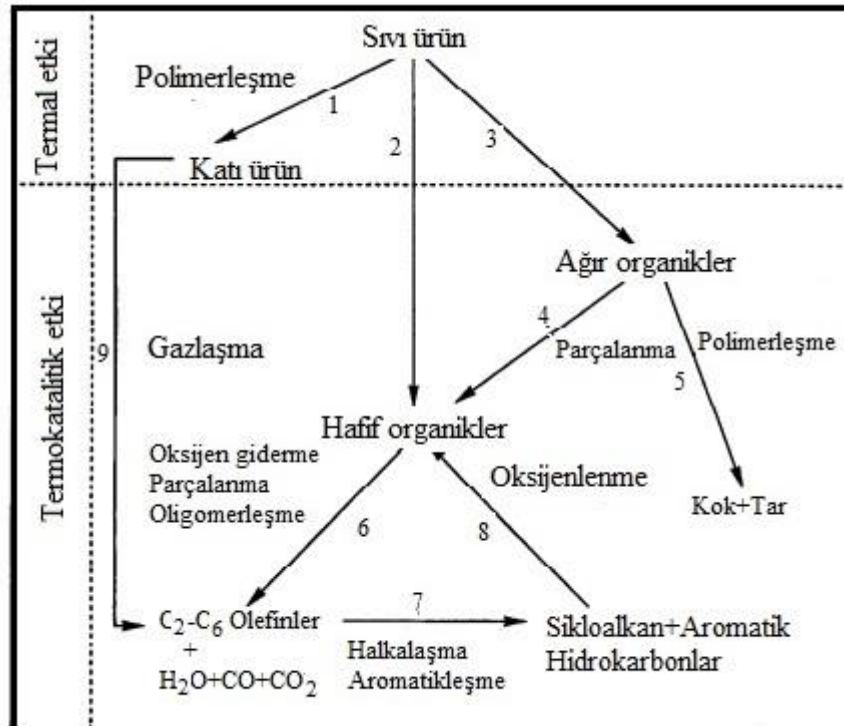 Sıvı ürün
Termal etki
Polimerleşme
1
2
3
Katı ürün
Ağır organikler
Termokatalitik etki
9
Gazlaşma
4
Parçalanma
Polimerleşme
5
Hafif organikler
Oksijen giderme
Parçalanma
Oligomerleşme
Oksijenlenme
Kok+Tar
6
8
7
C2-C6 Olefinler
+
H2O+CO+CO2
Halkalaşma
Aromatikleşme
Sikloalkan+Aromatik
Hidrokarbonlar